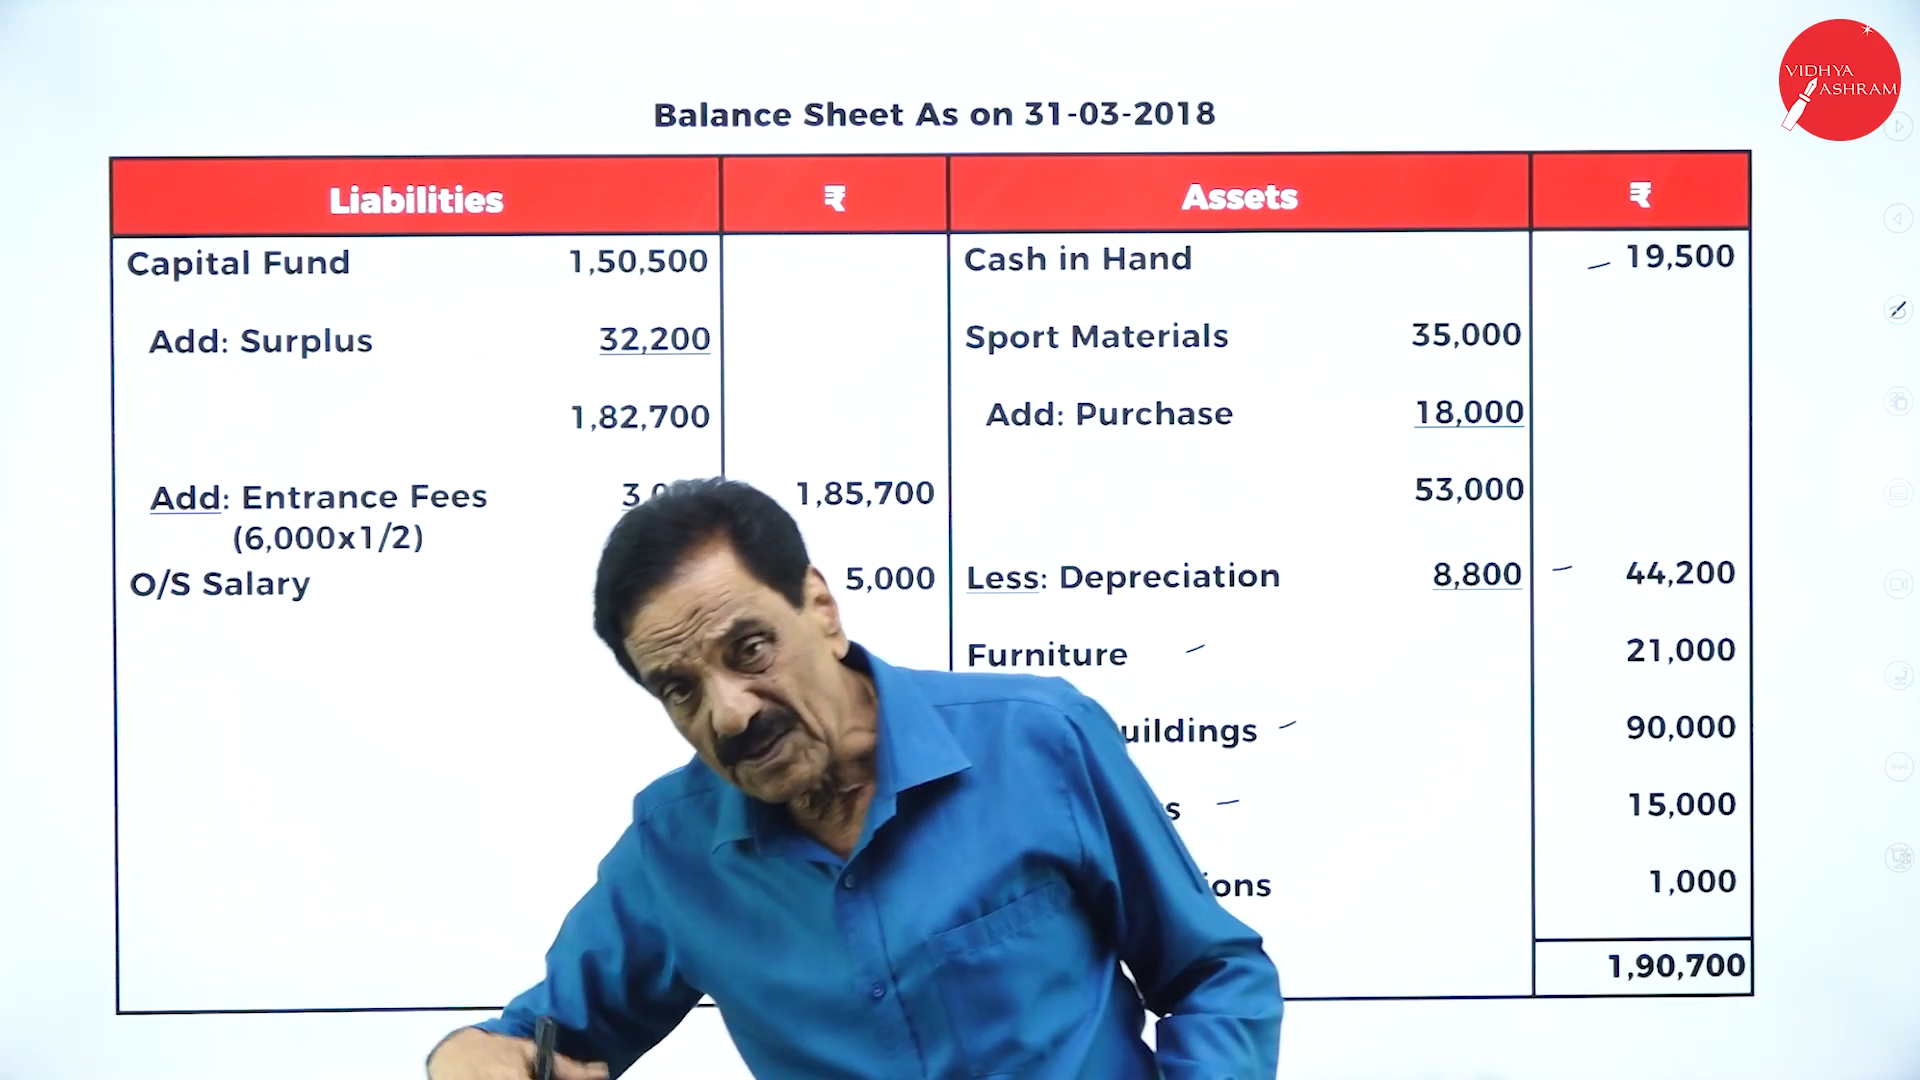 VIDHYA
ASHRAM
Balance Sheet As on 31-03-2018
Liabilities ₹ Assets ₹
Capital Fund 1,50,500 Cash in Hand 19,500
Add: Surplus 32,200 Sport Materials 35,000
1,82,700 Add: Purchase 18,000
Add: Entrance Fees 1,85,700 53,000
(6,000x1/2)
O/S Salary 5,000 Less: Depreciation 8,800 44,200
Furniture 21,000
90,000
15,000
1,000
1,90,700